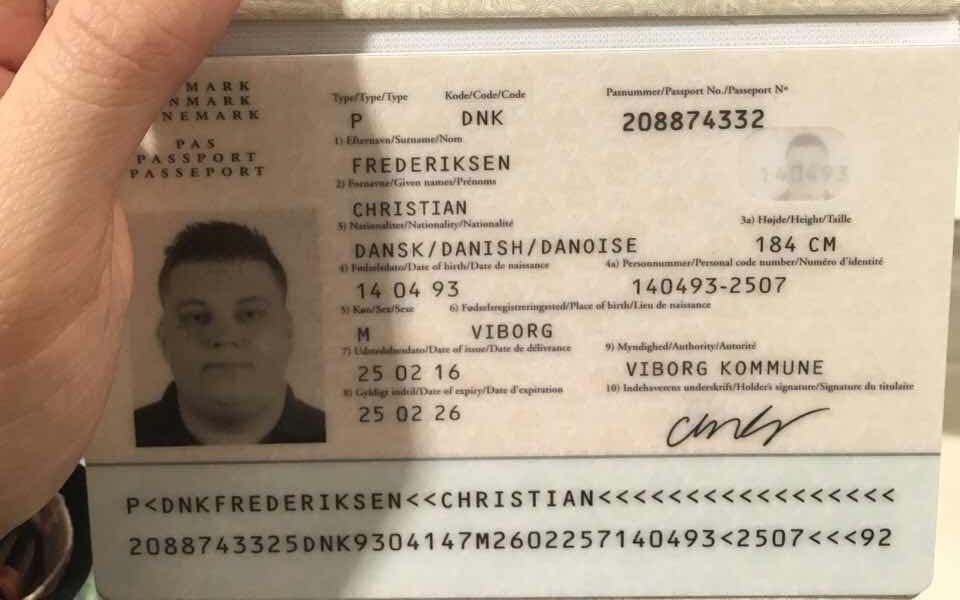 MARK
NMARK
NEMARK
PAS
PASSPORT
PASSEPORT
Type/Type/Type Kode/Code/Code Pasnummer/Passport No./Passeport N°
P DNK 208874332
1) Efternavn/Surname/Nom
FREDERIKSEN
140493
2) Fornavne/Given names/Prénoms
CHRISTIAN
3) Nationalitet/Nationality/Nationalité 3a) Højde/Height/Taille
DANSK/DANISH/DANOISE 184 CM
4) Fødselsdato/Date of birth/Date de naissance 4a) Personnummer/Personal code number/Numéro d'identité
14 04 93 140493-2507
5) Køn/Sex/Sexe 6) Fødselsregistreringssted/Place of birth/Lieu de naissance
M VIBORG
7) Udstedelsesdato/Date of issue/Date de délivrance 9) Myndighed/Authority/Autorité
25 02 16 VIBORG KOMMUNE
8) Gyldigt indtil/Date of expiry/Date d'expiration 10) Indehaverens underskrift/Holder's signature/Signature du titulaire
25 02 26
P<DNKFREDERIKSEN<<CHRISTIAN<<<<<<<<<<<<<<<<<
2088743325DNK9304147M2602257140493<2507<<<92